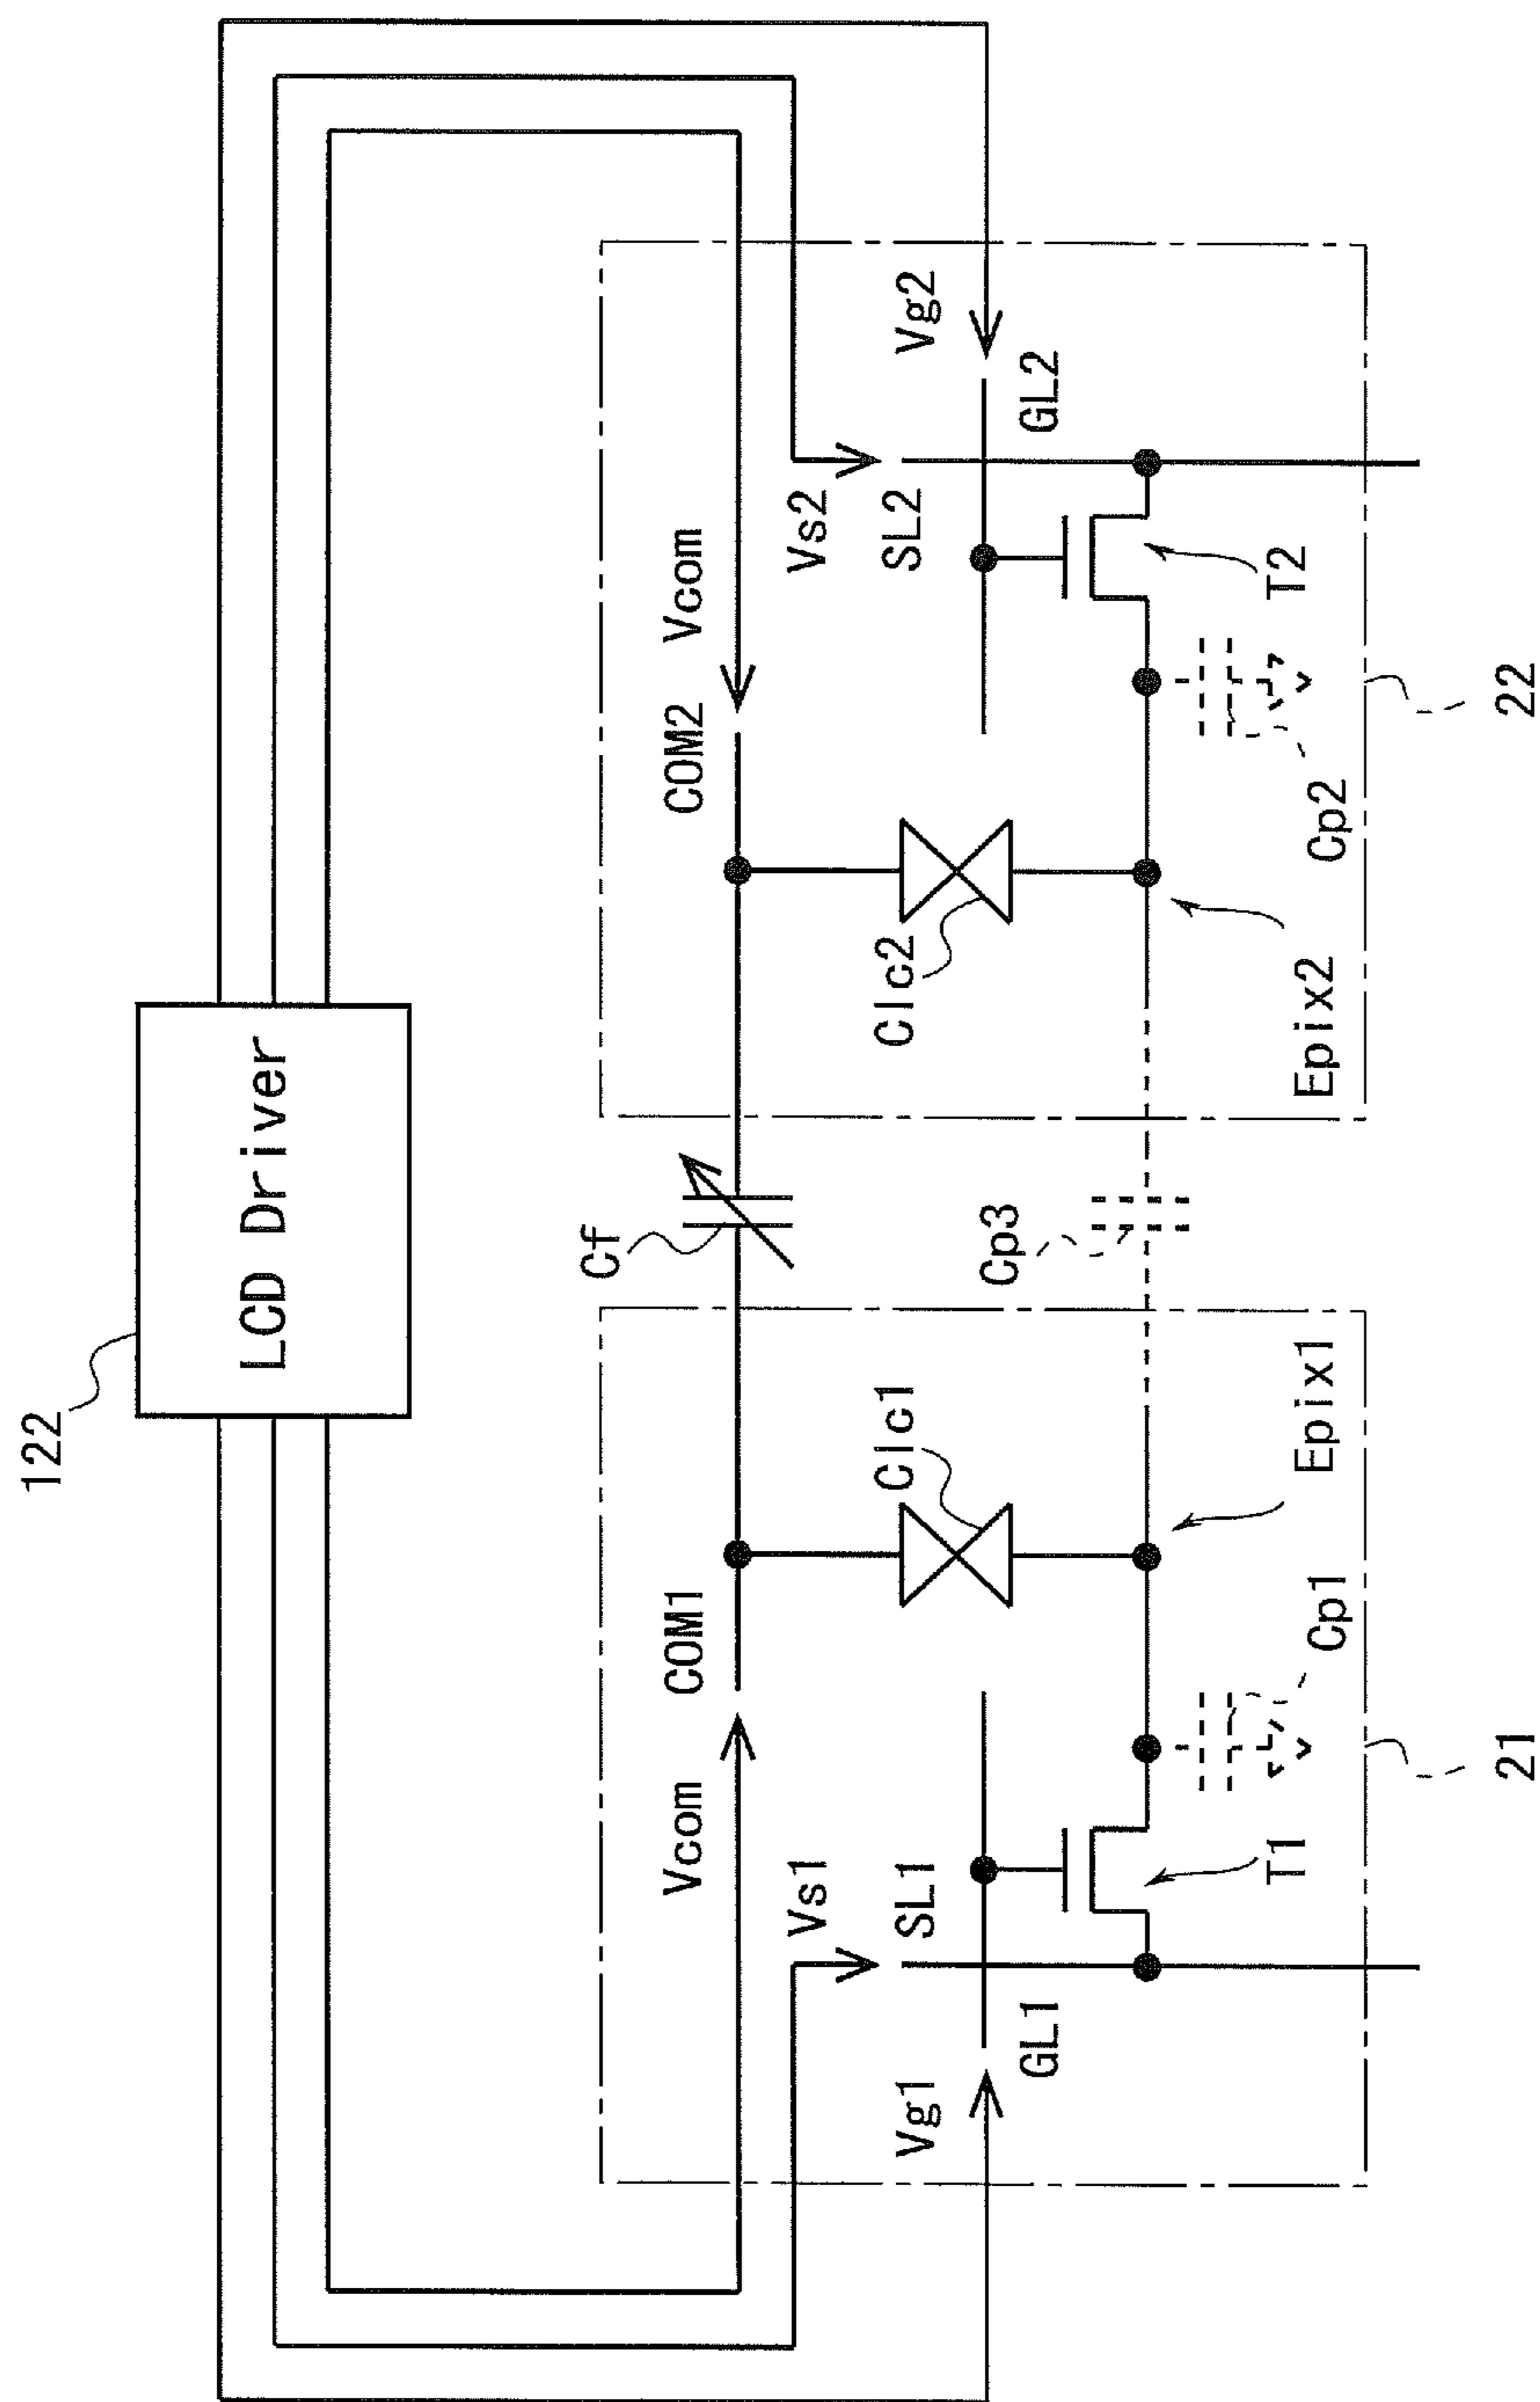 122
LCD Driver
Cf
COM1
Vcom
COM2
Vcom
Vs1
SL1
Vs2
SL2
Vg1
GL1
Vg2
GL2
Clc1
Clc2
Cp3
T1
T2
Cp1
Cp2
Epix1
Epix2
21
22